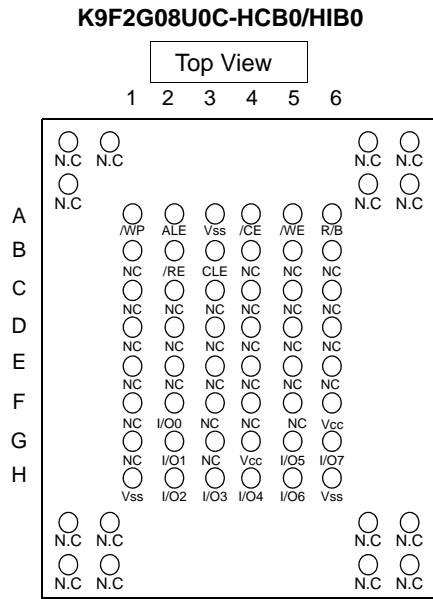 K9F2G08U0C-HCB0/HIB0
Top View
1 2 3 4 5 6
N.C N.C N.C N.C
N.C N.C N.C
A
/WP ALE Vss /CE /WE R/B
B
NC /RE CLE NC NC NC
C
NC NC NC NC NC NC
D
NC NC NC NC NC NC
E
NC NC NC NC NC NC
F
NC I/O0 NC NC NC Vcc
G
NC I/O1 NC Vcc I/O5 I/O7
H
Vss I/O2 I/O3 I/O4 I/O6 Vss
N.C N.C N.C N.C
N.C N.C N.C N.C